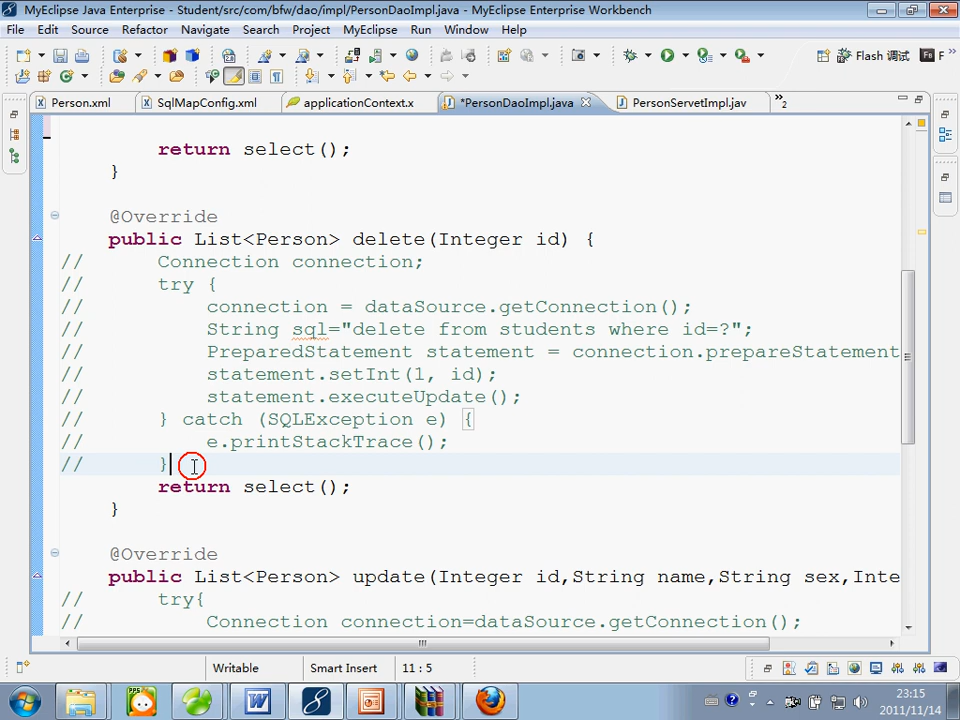 MyEclipse Java Enterprise - Student/src/com/bfw/dao/impl/PersonDaoImpl.java - MyEclipse Enterprise Workbench
File Edit Source Refactor Navigate Search Project MyEclipse Run Window Help
Flash 调试
Fb
F
Person.xml SqlMapConfig.xml applicationContext.x *PersonDaoImpl.java PersonServetImpl.jav »2
return select();
}
@Override
public List<Person> delete(Integer id) {
// Connection connection;
// try {
// connection = dataSource.getConnection();
// String sql="delete from students where id=?";
// PreparedStatement statement = connection.prepareStatement
// statement.setInt(1, id);
// statement.executeUpdate();
// } catch (SQLException e) {
// e.printStackTrace();
// }
return select();
}
@Override
public List<Person> update(Integer id,String name,String sex,Inte
// try{
// Connection connection=dataSource.getConnection();
Writable Smart Insert 11 : 5
PPS
23:15
2011/11/14